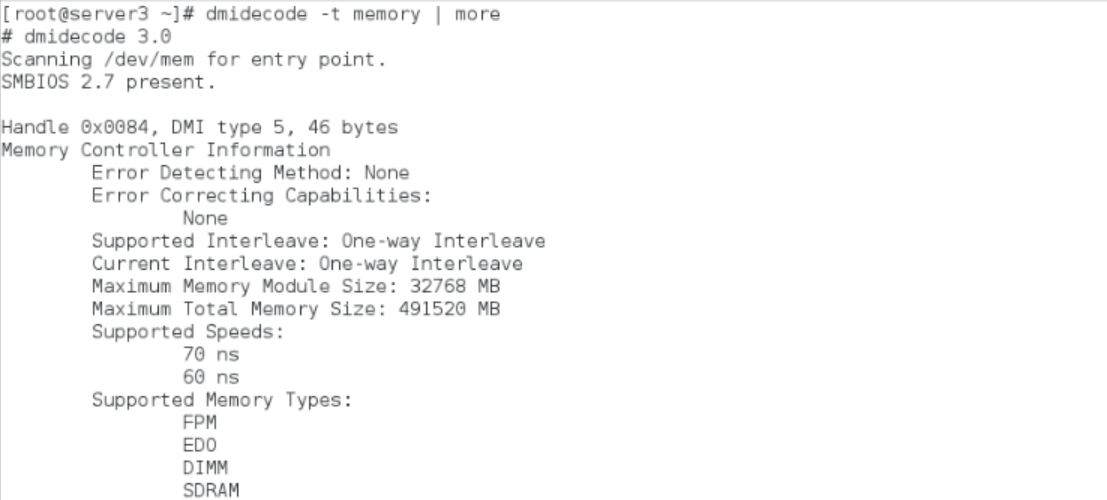 [root@server3 ~]# dmidecode -t memory | more
# dmidecode 3.0
Scanning /dev/mem for entry point.
SMBIOS 2.7 present.

Handle 0x0084, DMI type 5, 46 bytes
Memory Controller Information
        Error Detecting Method: None
        Error Correcting Capabilities:
                None
        Supported Interleave: One-way Interleave
        Current Interleave: One-way Interleave
        Maximum Memory Module Size: 32768 MB
        Maximum Total Memory Size: 491520 MB
        Supported Speeds:
                70 ns
                60 ns
        Supported Memory Types:
                FPM
                EDO
                DIMM
                SDRAM